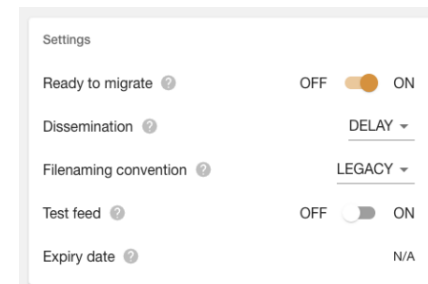 Settings
Ready to migrate ? OFF ON
Dissemination ? DELAY
Filenaming convention ? LEGACY
Test feed ? OFF ON
Expiry date ? N/A